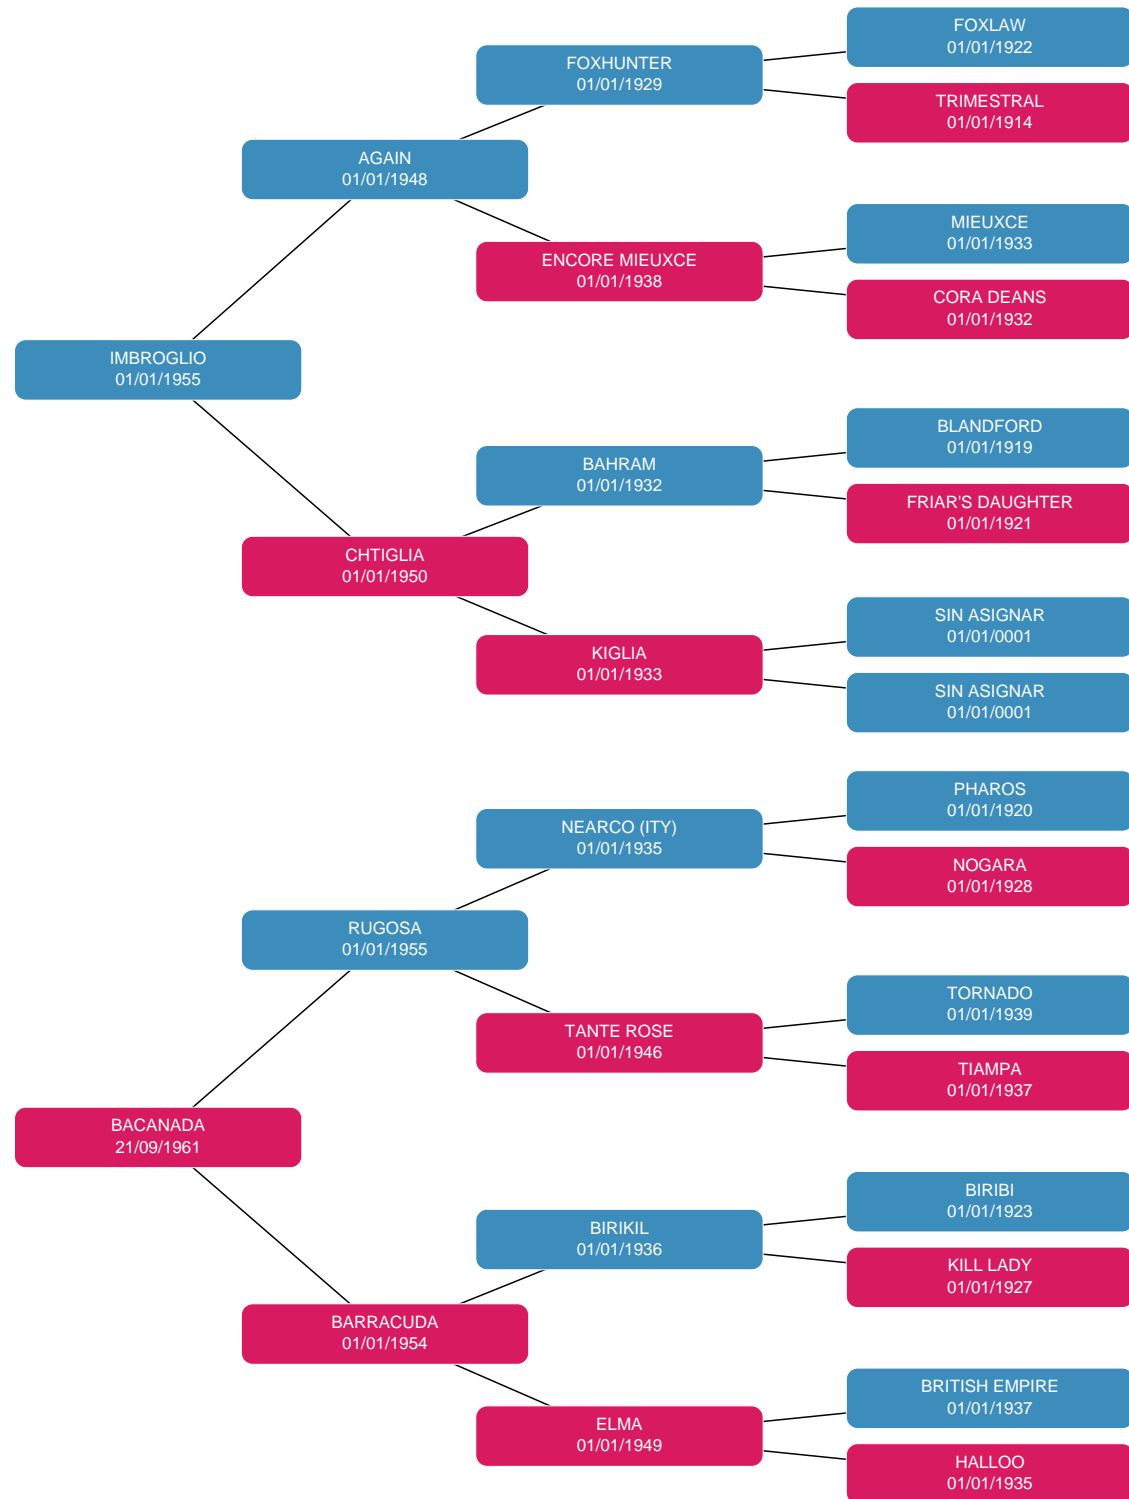 FOXLAW
01/01/1922
FOXHUNTER
01/01/1929
TRIMESTRAL
01/01/1914
AGAIN
01/01/1948
MIEUXCE
01/01/1933
ENCORE MIEUXCE
01/01/1938
CORA DEANS
01/01/1932
IMBROGLIO
01/01/1955
BLANDFORD
01/01/1919
BAHRAM
01/01/1932
FRIAR'S DAUGHTER
01/01/1921
CHTIGLIA
01/01/1950
SIN ASIGNAR
01/01/0001
KIGLIA
01/01/1933
SIN ASIGNAR
01/01/0001
PHAROS
01/01/1920
NEARCO (ITY)
01/01/1935
NOGARA
01/01/1928
RUGOSA
01/01/1955
TORNADO
01/01/1939
TANTE ROSE
01/01/1946
TIAMPA
01/01/1937
BACANADA
21/09/1961
BIRIBI
01/01/1923
BIRIKIL
01/01/1936
KILL LADY
01/01/1927
BARRACUDA
01/01/1954
BRITISH EMPIRE
01/01/1937
ELMA
01/01/1949
HALLOO
01/01/1935